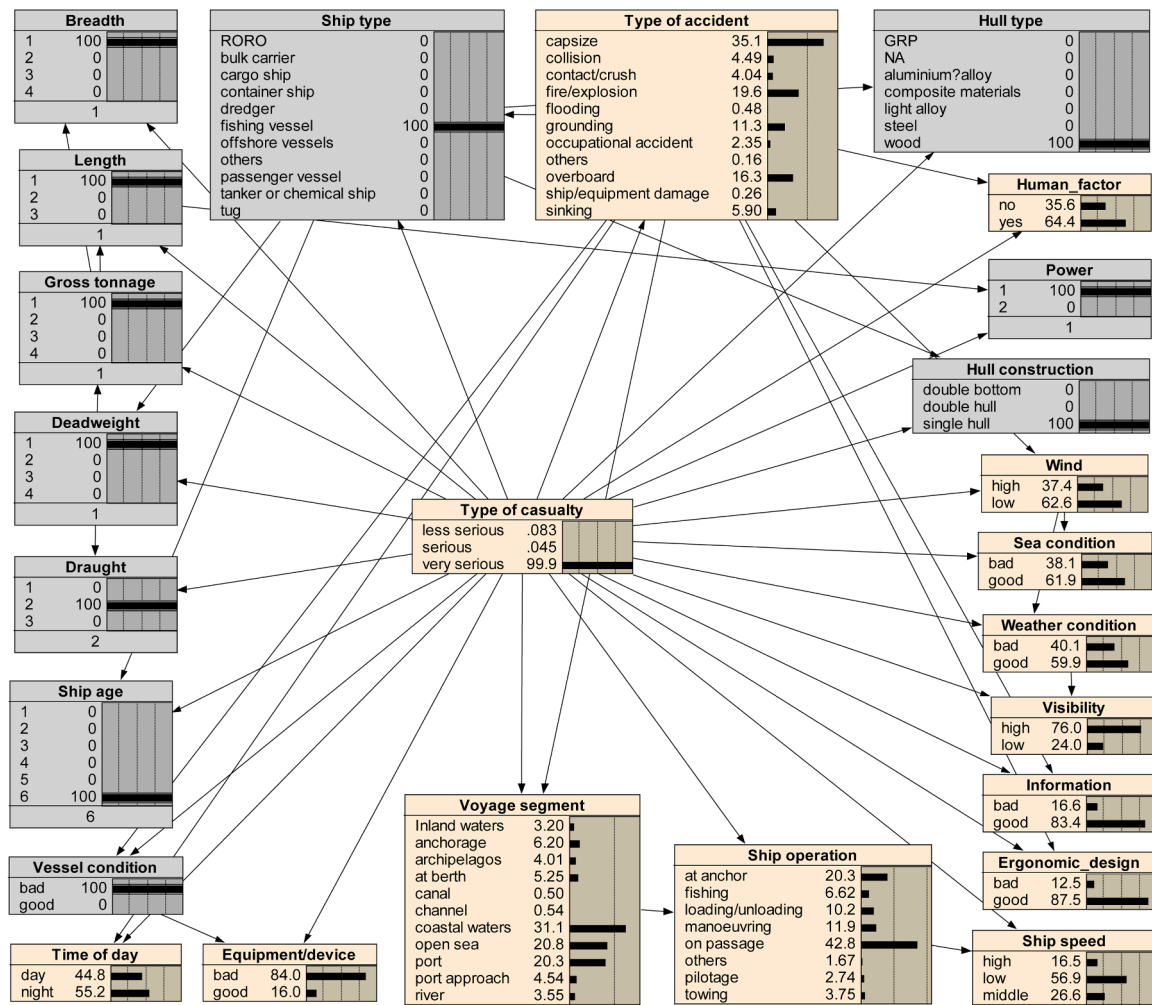 Breadth
1 100
2 0
3 0
4 0
1
Length
1 100
2 0
3 0
1
Gross tonnage
1 100
2 0
3 0
4 0
1
Deadweight
1 100
2 0
3 0
4 0
1
Draught
1 0
2 100
3 0
2
Ship age
1 0
2 0
3 0
4 0
5 0
6 100
6
Vessel condition
bad 100
good 0
Time of day
day 44.8
night 55.2
Equipment/device
bad 84.0
good 16.0
Ship type
RORO 0
bulk carrier 0
cargo ship 0
container ship 0
dredger 0
fishing vessel 100
offshore vessels 0
others 0
passenger vessel 0
tanker or chemical ship 0
tug 0
Type of accident
capsize 35.1
collision 4.49
contact/crush 4.04
fire/explosion 19.6
flooding 0.48
grounding 11.3
occupational accident 2.35
others 0.16
overboard 16.3
ship/equipment damage 0.26
sinking 5.90
Type of casualty
less serious .083
serious .045
very serious 99.9
Voyage segment
Inland waters 3.20
anchorage 6.20
archipelagos 4.01
at berth 5.25
canal 0.50
channel 0.54
coastal waters 31.1
open sea 20.8
port 20.3
port approach 4.54
river 3.55
Ship operation
at anchor 20.3
fishing 6.62
loading/unloading 10.2
manoeuvring 11.9
on passage 42.8
others 1.67
pilotage 2.74
towing 3.75
Hull type
GRP 0
NA 0
aluminium?alloy 0
composite materials 0
light alloy 0
steel 0
wood 100
Human_factor
no 35.6
yes 64.4
Power
1 100
2 0
1
Hull construction
double bottom 0
double hull 0
single hull 100
Wind
high 37.4
low 62.6
Sea condition
bad 38.1
good 61.9
Weather condition
bad 40.1
good 59.9
Visibility
high 76.0
low 24.0
Information
bad 16.6
good 83.4
Ergonomic_design
bad 12.5
good 87.5
Ship speed
high 16.5
low 56.9
middle 26.6